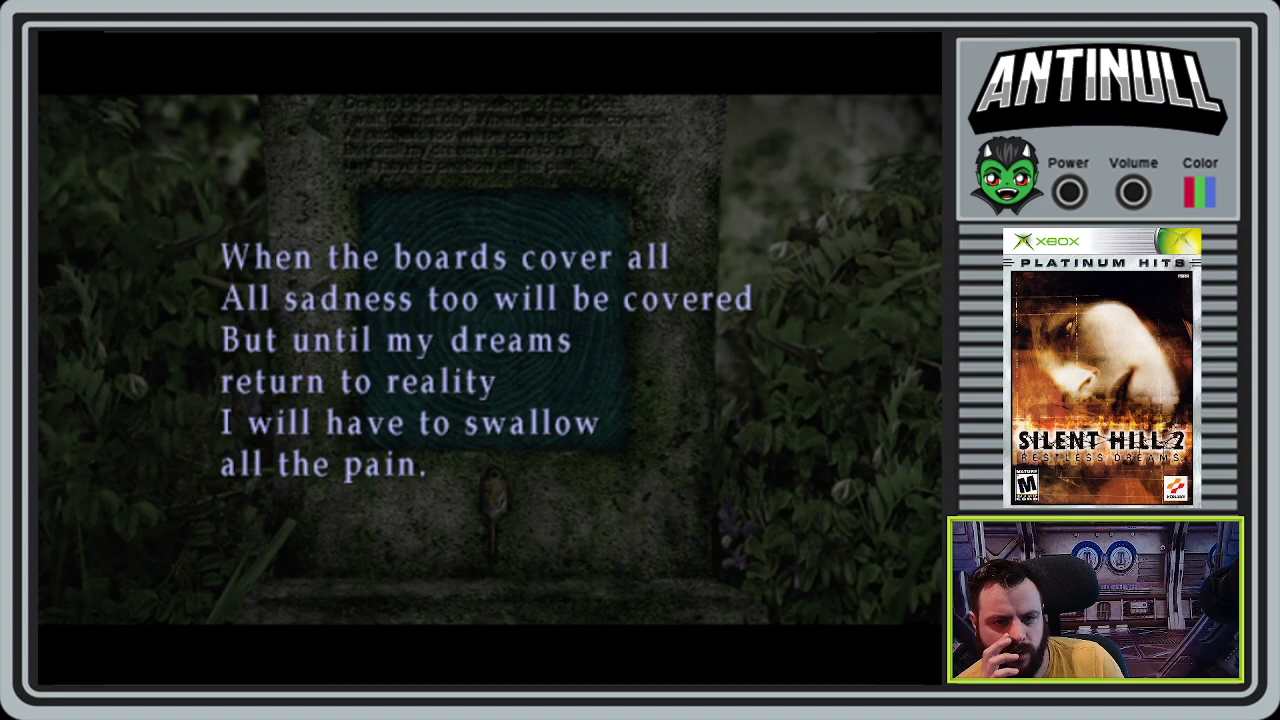 When the boards cover all
All sadness too will be covered
But until my dreams
return to reality
I will have to swallow
all the pain.
ANTINULL
Power Volume Color
XBOX
PLATINUM HITS
SILENT HILL 2
RESTLESS DREAMS
MATURE
M
KONAMI